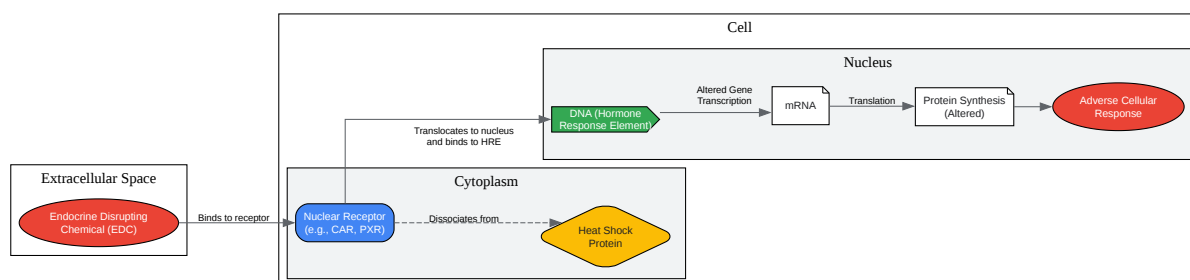 Cell
Nucleus
Altered Gene
Transcription
DNA (Hormone
Response Element)
mRNA
Translation
Protein Synthesis
(Altered)
Adverse Cellular
Response
Translocates to nucleus
and binds to HRE
Extracellular Space
Endocrine Disrupting
Chemical (EDC)
Binds to receptor
Cytoplasm
Nuclear Receptor
(e.g., CAR, PXR)
Dissociates from
Heat Shock
Protein